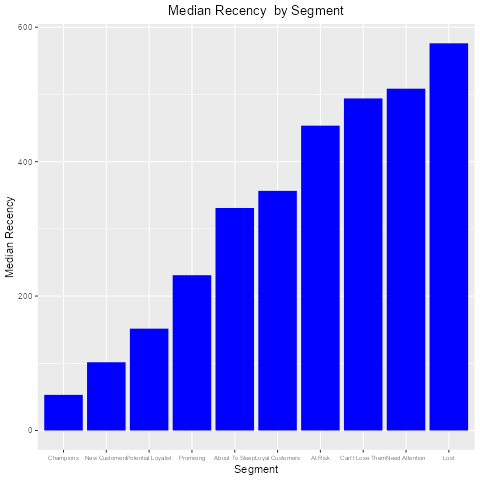 Median Recency  by Segment
Median Recency
600
400
200
0
Champions New Customers Potential Loyalist Promising About To Sleep Loyal Customers At Risk Can't Lose Them Need Attention Lost
Segment